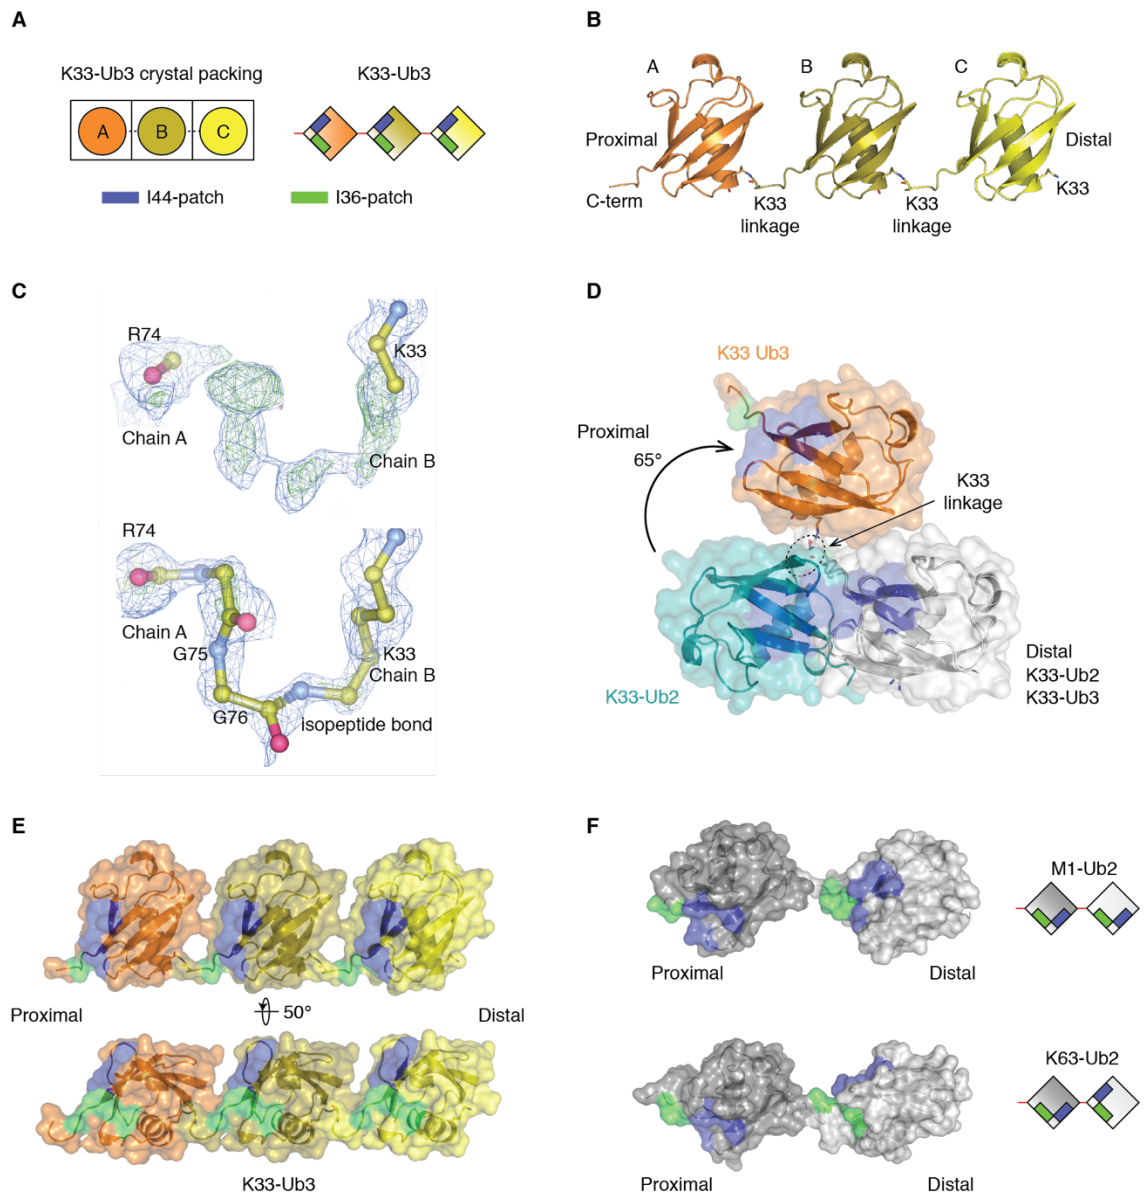 A
K33-Ub3 crystal packing
A
B
C
K33-Ub3
I44-patch
I36-patch
B
A
B
C
Proximal
Distal
C-term
K33
linkage
K33
linkage
K33
C
R74
K33
Chain A
Chain B
R74
Chain A
G75
K33
Chain B
G76
isopeptide bond
D
K33 Ub3
Proximal
65°
K33
linkage
K33-Ub2
Distal
K33-Ub2
K33-Ub3
E
Proximal
50°
Distal
K33-Ub3
F
M1-Ub2
Proximal
Distal
K63-Ub2
Proximal
Distal